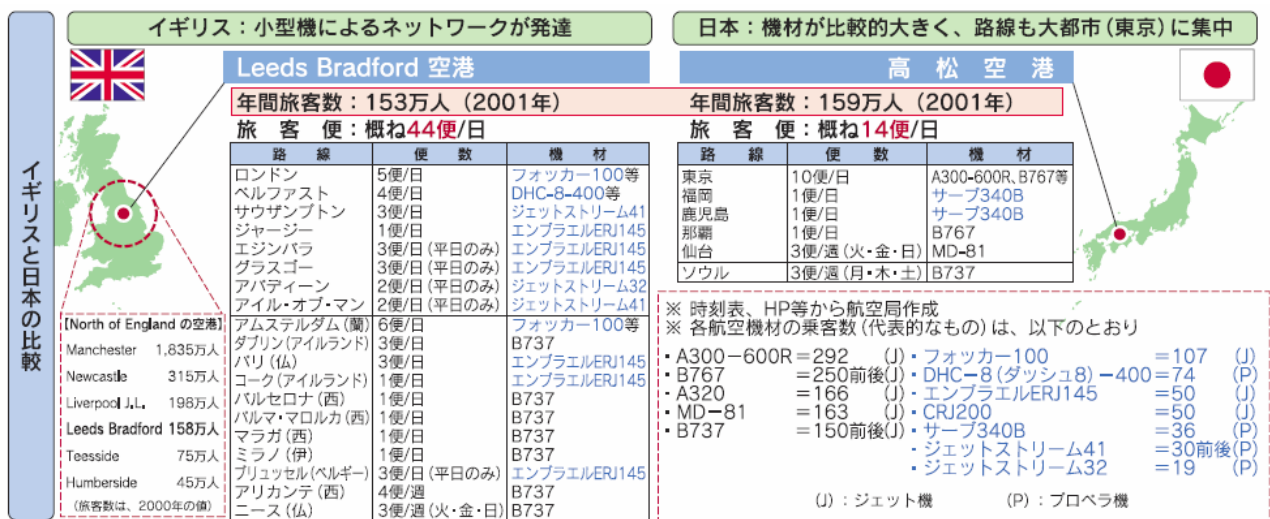 イギリスと日本の比較
イギリス：小型機によるネットワークが発達
Leeds Bradford 空港
年間旅客数：153万人（2001年）
旅客便：概ね44便/日
路線 便数 機材
ロンドン 5便/日 フォッカー100等
ベルファスト 4便/日 DHC-8-400等
サウザンプトン 3便/日 ジェットストリーム41
ジャージー 1便/日 エンブラエルERJ145
エジンバラ 3便/日(平日のみ) エンブラエルERJ145
グラスゴー 3便/日(平日のみ) エンブラエルERJ145
アバディーン 2便/日(平日のみ) ジェットストリーム32
アイル・オブ・マン 2便/日(平日のみ) ジェットストリーム41
アムステルダム(蘭) 6便/日 フォッカー100等
ダブリン(アイルランド) 3便/日 B737
パリ(仏) 3便/日 エンブラエルERJ145
コーク(アイルランド) 1便/日 エンブラエルERJ145
バルセロナ(西) 1便/日 B737
パルマ・マロルカ(西) 1便/日 B737
マラガ(西) 1便/日 B737
ミラノ(伊) 1便/日 B737
ブリュッセル(ベルギー) 3便/日(平日のみ) エンブラエルERJ145
アリカンテ(西) 4便/週 B737
ニース(仏) 3便/週(火・金・日) B737
【North of England の空港】
Manchester 1,835万人
Newcastle 315万人
Liverpool J.L. 198万人
Leeds Bradford 158万人
Teesside 75万人
Humberside 45万人
(旅客数は、2000年の値)
日本：機材が比較的大きく、路線も大都市(東京)に集中
高松空港
年間旅客数：159万人（2001年）
旅客便：概ね14便/日
路線 便数 機材
東京 10便/日 A300-600R、B767等
福岡 1便/日 サーブ340B
鹿児島 1便/日 サーブ340B
那覇 1便/日 B767
仙台 3便/週(火・金・日) MD-81
ソウル 3便/週(月・木・土) B737
※ 時刻表、HP等から航空局作成
※ 各航空機材の乗客数(代表的なもの)は、以下のとおり
・A300-600R＝292 (J)
・B767 ＝250前後(J)
・A320 ＝166 (J)
・MD-81 ＝163 (J)
・B737 ＝150前後(J)
・フォッカー100 ＝107 (J)
・DHC-8(ダッシュ8)-400＝74 (P)
・エンブラエルERJ145 ＝50 (J)
・CRJ200 ＝50 (J)
・サーブ340B ＝36 (P)
・ジェットストリーム41 ＝30前後(P)
・ジェットストリーム32 ＝19 (P)
(J)：ジェット機 (P)：プロペラ機